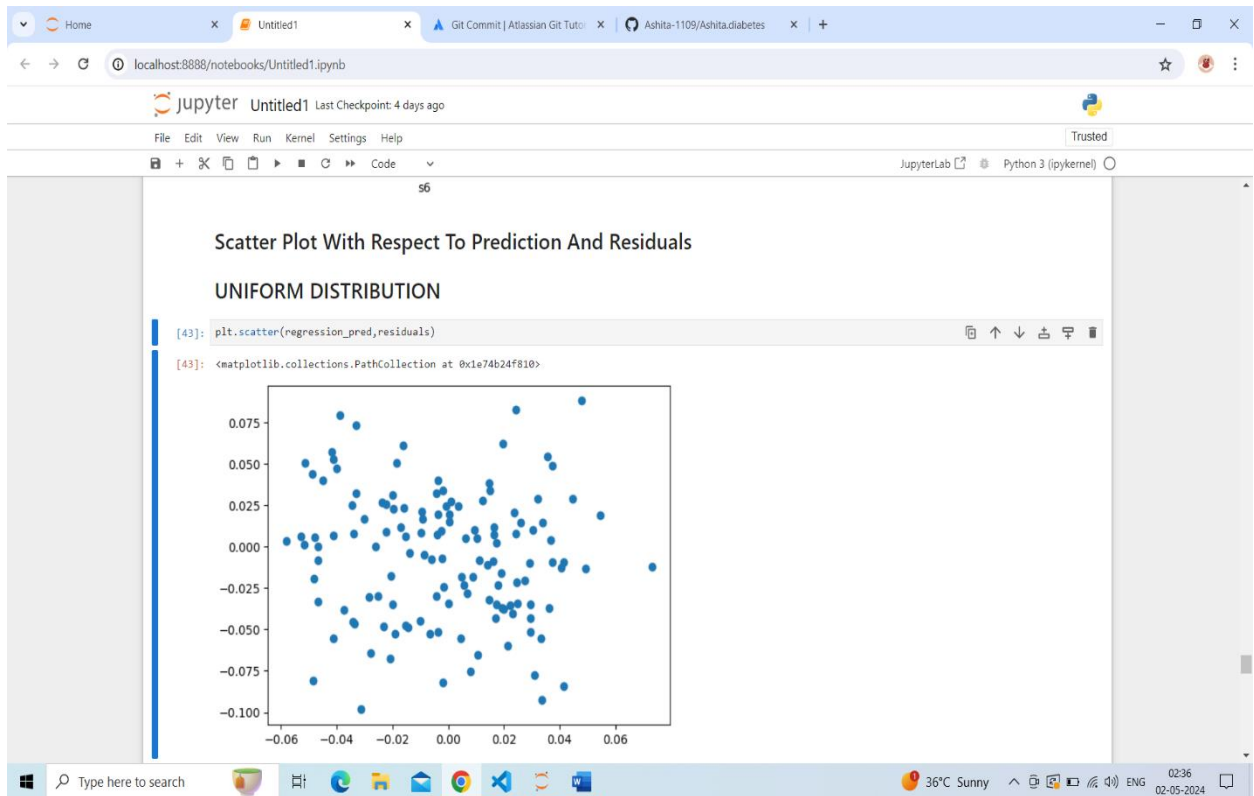 Home
Untitled1
Git Commit | Atlassian Git Tutor
Ashita-1109/Ashita.diabetes
localhost:8888/notebooks/Untitled1.ipynb
jupyter Untitled1 Last Checkpoint: 4 days ago
File Edit View Run Kernel Settings Help
Trusted
Code
JupyterLab
Python 3 (ipykernel)
s6
Scatter Plot With Respect To Prediction And Residuals
UNIFORM DISTRIBUTION
[43]: plt.scatter(regression_pred,residuals)
[43]: <matplotlib.collections.PathCollection at 0x1e74b24f810>
0.075
0.050
0.025
0.000
−0.025
−0.050
−0.075
−0.100
−0.06 −0.04 −0.02 0.00 0.02 0.04 0.06
Type here to search
36°C Sunny
ENG
02:36
02-05-2024